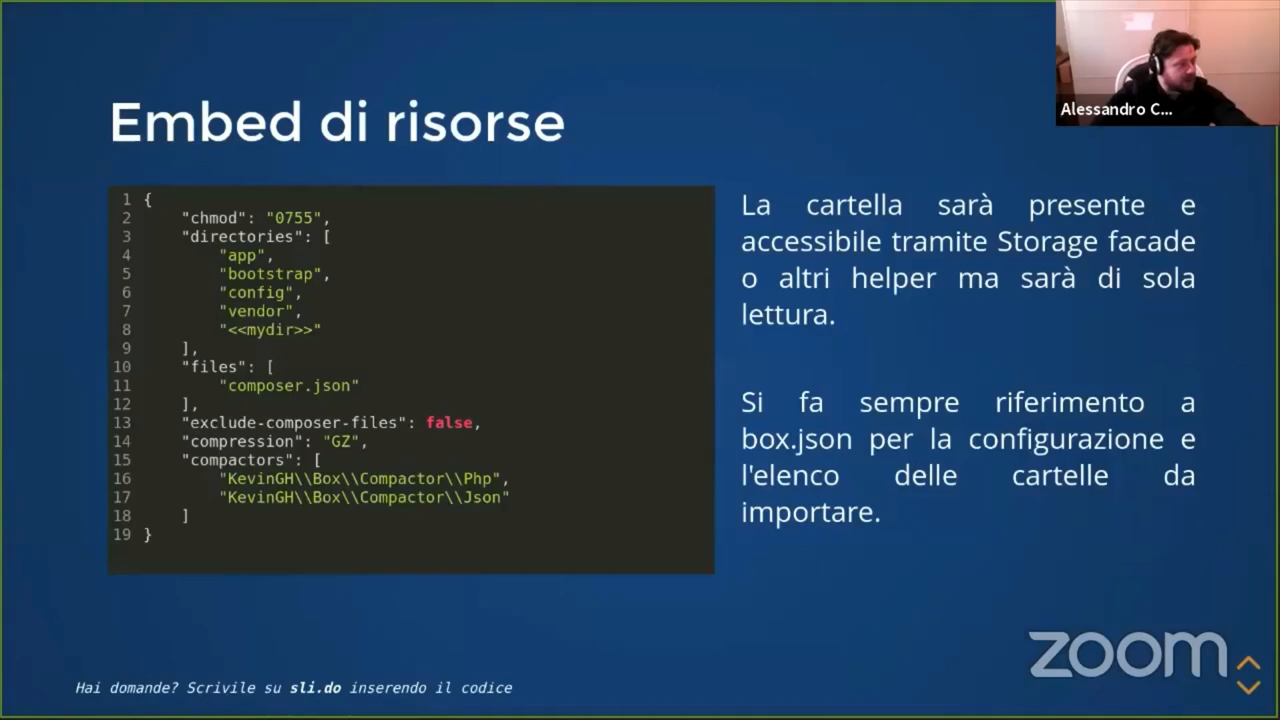 Alessandro C...
Embed di risorse
1 {
2     "chmod": "0755",
3     "directories": [
4         "app",
5         "bootstrap",
6         "config",
7         "vendor",
8         "<<mydir>>"
9     ],
10     "files": [
11         "composer.json"
12     ],
13     "exclude-composer-files": false,
14     "compression": "GZ",
15     "compactors": [
16         "KevinGH\\Box\\Compactor\\Php",
17         "KevinGH\\Box\\Compactor\\Json"
18     ]
19 }
La cartella sarà presente e
accessibile tramite Storage facade
o altri helper ma sarà di sola
lettura.
Si fa sempre riferimento a
box.json per la configurazione e
l'elenco delle cartelle da
importare.
zoom
Hai domande? Scrivile su sli.do inserendo il codice